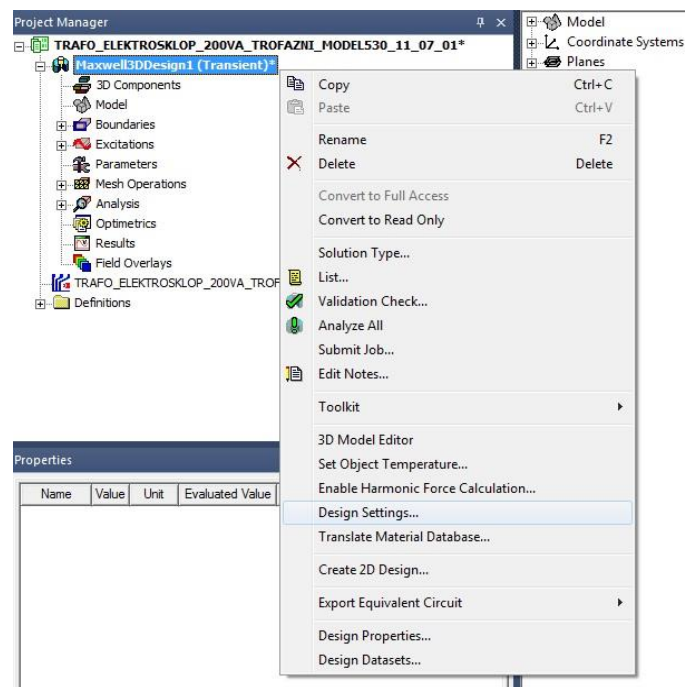 Project Manager
TRAFO_ELEKTROSKLOP_200VA_TROFAZNI_MODEL530_11_07_01*
Maxwell3DDesign1 (Transient)*
3D Components
Model
Boundaries
Excitations
Parameters
Mesh Operations
Analysis
Optimetrics
Results
Field Overlays
TRAFO_ELEKTROSKLOP_200VA_TROF
Definitions
Model
Coordinate Systems
Planes
Copy Ctrl+C
Paste Ctrl+V
Rename F2
Delete Delete
Convert to Full Access
Convert to Read Only
Solution Type...
List...
Validation Check...
Analyze All
Submit Job...
Edit Notes...
Toolkit
3D Model Editor
Set Object Temperature...
Enable Harmonic Force Calculation...
Design Settings...
Translate Material Database...
Create 2D Design...
Export Equivalent Circuit
Design Properties...
Design Datasets...
Properties
Name Value Unit Evaluated Value